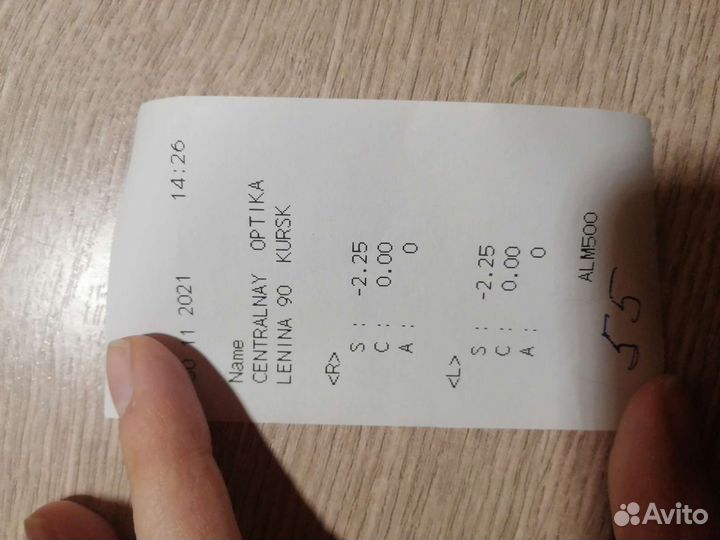 30 11 2021 14:26
Name
CENTRALNAY OPTIKA
LENINA 90 KURSK
<R>
S : -2.25
C : 0.00
A : 0
<L>
S : -2.25
C : 0.00
A : 0
ALM500
55
Avito